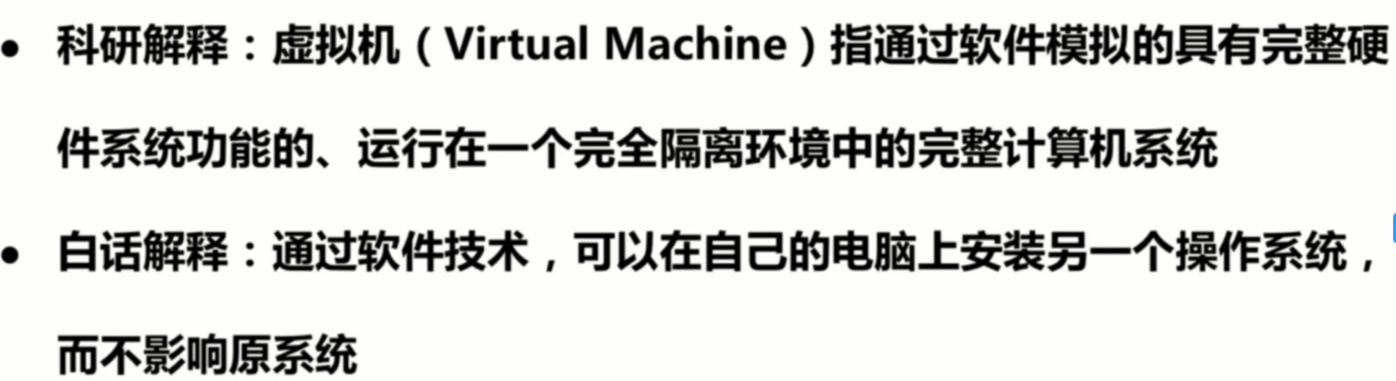 ● 科研解释：虚拟机（Virtual Machine）指通过软件模拟的具有完整硬
件系统功能的、运行在一个完全隔离环境中的完整计算机系统
● 白话解释：通过软件技术，可以在自己的电脑上安装另一个操作系统，
而不影响原系统